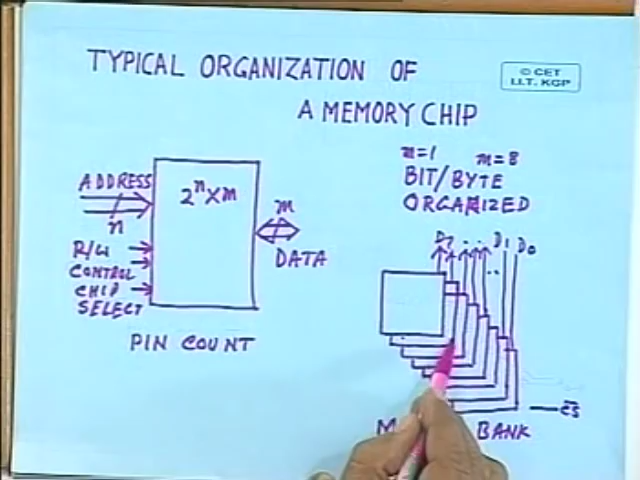 TYPICAL ORGANIZATION OF
A MEMORY CHIP
© CET
I.I.T. KGP
ADDRESS
n
R/W
CONTROL
CHIP
SELECT
2^n x m
m
DATA
PIN COUNT
m=1 m=8
BIT/BYTE
ORGANIZED
D7 ... D1 D0
..
CS
BANK